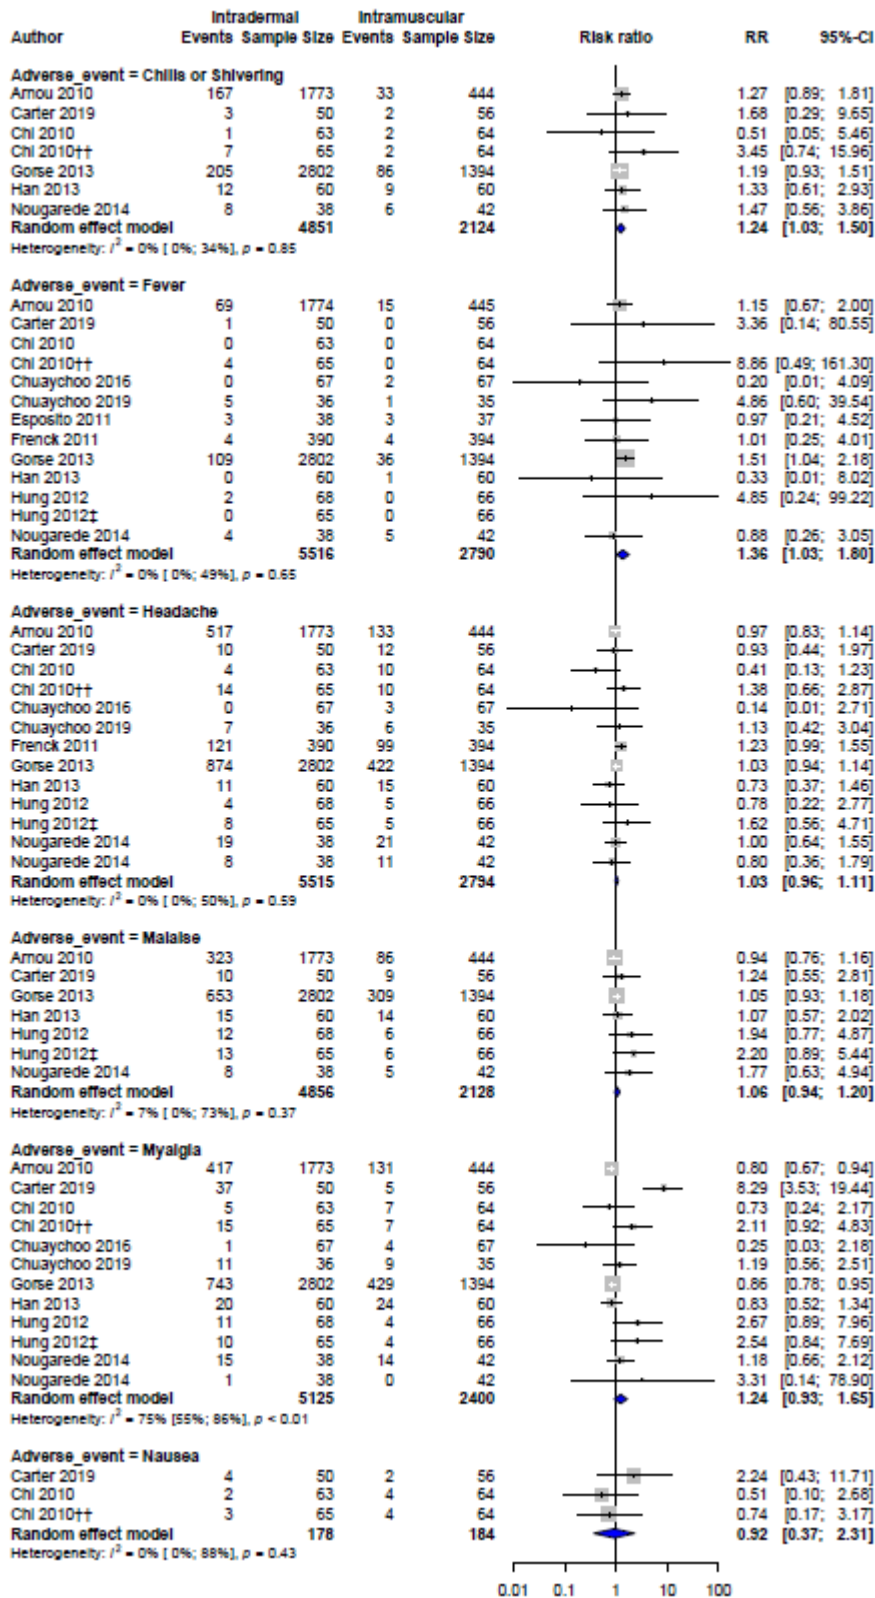 Intradermal Intramuscular
Author Events Sample Size Events Sample Size Risk ratio RR 95%-CI
Adverse_event = Chills or Shivering
Arnou 2010 167 1773 33 444 1.27 [0.89; 1.81]
Carter 2019 3 50 2 56 1.68 [0.29; 9.65]
Chi 2010 1 63 2 64 0.51 [0.05; 5.46]
Chi 2010†† 7 65 2 64 3.45 [0.74; 15.96]
Gorse 2013 205 2802 86 1394 1.19 [0.93; 1.51]
Han 2013 12 60 9 60 1.33 [0.61; 2.93]
Nougarede 2014 8 38 6 42 1.47 [0.56; 3.86]
Random effect model 4851 2124 1.24 [1.03; 1.50]
Heterogeneity: I² = 0% [ 0%; 34%], p = 0.85
Adverse_event = Fever
Arnou 2010 69 1774 15 445 1.15 [0.67; 2.00]
Carter 2019 1 50 0 56 3.36 [0.14; 80.55]
Chi 2010 0 63 0 64
Chi 2010†† 4 65 0 64 8.86 [0.49; 161.30]
Chuaychoo 2016 0 67 2 67 0.20 [0.01; 4.09]
Chuaychoo 2019 5 36 1 35 4.86 [0.60; 39.54]
Esposito 2011 3 38 3 37 0.97 [0.21; 4.52]
Frenck 2011 4 390 4 394 1.01 [0.25; 4.01]
Gorse 2013 109 2802 36 1394 1.51 [1.04; 2.18]
Han 2013 0 60 1 60 0.33 [0.01; 8.02]
Hung 2012 2 68 0 66 4.85 [0.24; 99.22]
Hung 2012‡ 0 65 0 66
Nougarede 2014 4 38 5 42 0.88 [0.26; 3.05]
Random effect model 5516 2790 1.36 [1.03; 1.80]
Heterogeneity: I² = 0% [ 0%; 49%], p = 0.65
Adverse_event = Headache
Arnou 2010 517 1773 133 444 0.97 [0.83; 1.14]
Carter 2019 10 50 12 56 0.93 [0.44; 1.97]
Chi 2010 4 63 10 64 0.41 [0.13; 1.23]
Chi 2010†† 14 65 10 64 1.38 [0.66; 2.87]
Chuaychoo 2016 0 67 3 67 0.14 [0.01; 2.71]
Chuaychoo 2019 7 36 6 35 1.13 [0.42; 3.04]
Frenck 2011 121 390 99 394 1.23 [0.99; 1.55]
Gorse 2013 874 2802 422 1394 1.03 [0.94; 1.14]
Han 2013 11 60 15 60 0.73 [0.37; 1.46]
Hung 2012 4 68 5 66 0.78 [0.22; 2.77]
Hung 2012‡ 8 65 5 66 1.62 [0.56; 4.71]
Nougarede 2014 19 38 21 42 1.00 [0.64; 1.55]
Nougarede 2014 8 38 11 42 0.80 [0.36; 1.79]
Random effect model 5515 2794 1.03 [0.96; 1.11]
Heterogeneity: I² = 0% [ 0%; 50%], p = 0.59
Adverse_event = Malaise
Arnou 2010 323 1773 86 444 0.94 [0.76; 1.16]
Carter 2019 10 50 9 56 1.24 [0.55; 2.81]
Gorse 2013 653 2802 309 1394 1.05 [0.93; 1.18]
Han 2013 15 60 14 60 1.07 [0.57; 2.02]
Hung 2012 12 68 6 66 1.94 [0.77; 4.87]
Hung 2012‡ 13 65 6 66 2.20 [0.89; 5.44]
Nougarede 2014 8 38 5 42 1.77 [0.63; 4.94]
Random effect model 4856 2128 1.06 [0.94; 1.20]
Heterogeneity: I² = 7% [ 0%; 73%], p = 0.37
Adverse_event = Myalgia
Arnou 2010 417 1773 131 444 0.80 [0.67; 0.94]
Carter 2019 37 50 5 56 8.29 [3.53; 19.44]
Chi 2010 5 63 7 64 0.73 [0.24; 2.17]
Chi 2010†† 15 65 7 64 2.11 [0.92; 4.83]
Chuaychoo 2016 1 67 4 67 0.25 [0.03; 2.18]
Chuaychoo 2019 11 36 9 35 1.19 [0.56; 2.51]
Gorse 2013 743 2802 429 1394 0.86 [0.78; 0.95]
Han 2013 20 60 24 60 0.83 [0.52; 1.34]
Hung 2012 11 68 4 66 2.67 [0.89; 7.96]
Hung 2012‡ 10 65 4 66 2.54 [0.84; 7.69]
Nougarede 2014 15 38 14 42 1.18 [0.66; 2.12]
Nougarede 2014 1 38 0 42 3.31 [0.14; 78.90]
Random effect model 5125 2400 1.24 [0.93; 1.65]
Heterogeneity: I² = 75% [55%; 86%], p < 0.01
Adverse_event = Nausea
Carter 2019 4 50 2 56 2.24 [0.43; 11.71]
Chi 2010 2 63 4 64 0.51 [0.10; 2.68]
Chi 2010†† 3 65 4 64 0.74 [0.17; 3.17]
Random effect model 178 184 0.92 [0.37; 2.31]
Heterogeneity: I² = 0% [ 0%; 88%], p = 0.43
0.01 0.1 1 10 100